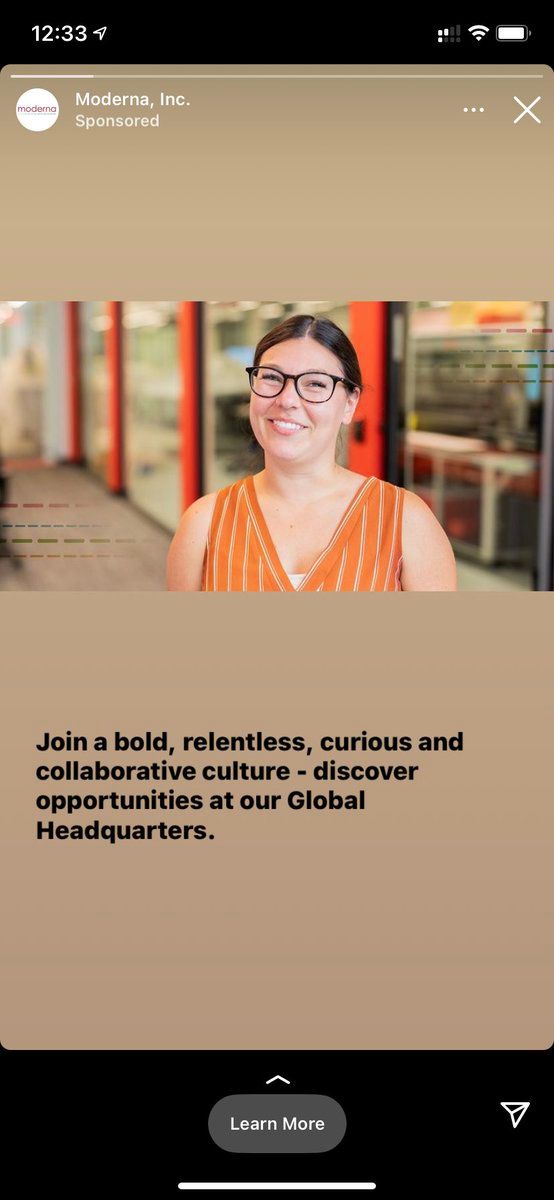 12:33
moderna
Moderna, Inc.
Sponsored
Join a bold, relentless, curious and
collaborative culture - discover
opportunities at our Global
Headquarters.
Learn More